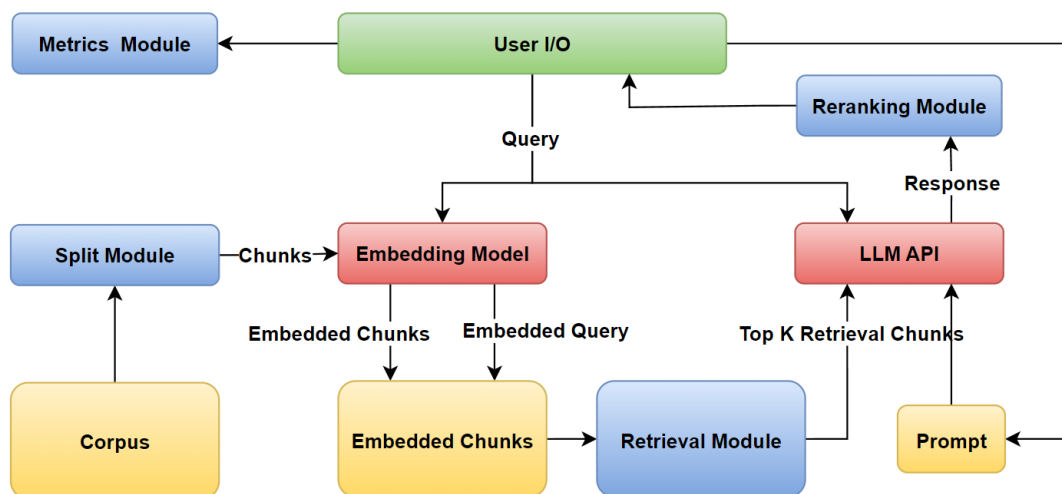 Metrics Module
User I/O
Reranking Module
Query
Response
Split Module
Chunks
Embedding Model
LLM API
Embedded Chunks
Embedded Query
Top K Retrieval Chunks
Corpus
Embedded Chunks
Retrieval Module
Prompt